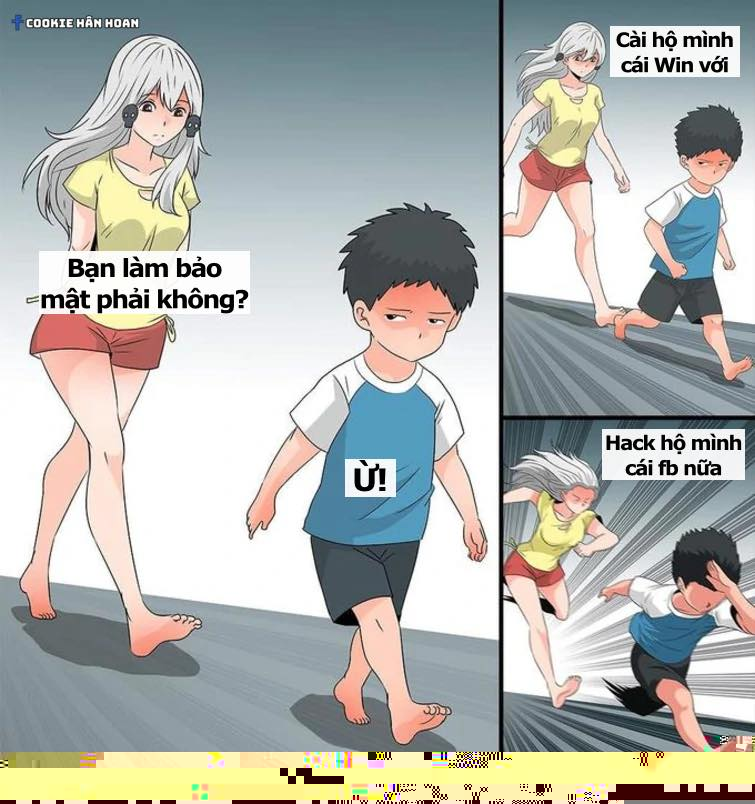 COOKIE HÂN HOAN
Bạn làm bảo
mật phải không?
Ừ!
Cài hộ mình
cái Win với
Hack hộ mình
cái fb nữa